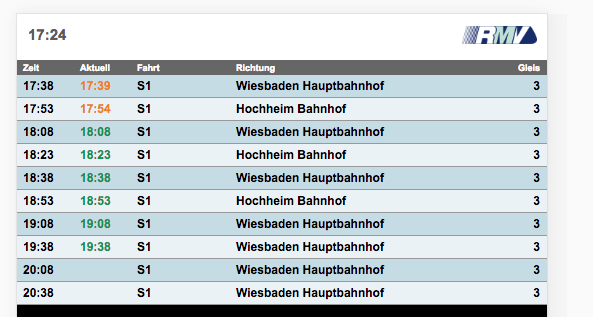 17:24 RMV
Zeit Aktuell Fahrt Richtung Gleis
17:38 17:39 S1 Wiesbaden Hauptbahnhof 3
17:53 17:54 S1 Hochheim Bahnhof 3
18:08 18:08 S1 Wiesbaden Hauptbahnhof 3
18:23 18:23 S1 Hochheim Bahnhof 3
18:38 18:38 S1 Wiesbaden Hauptbahnhof 3
18:53 18:53 S1 Hochheim Bahnhof 3
19:08 19:08 S1 Wiesbaden Hauptbahnhof 3
19:38 19:38 S1 Wiesbaden Hauptbahnhof 3
20:08 S1 Wiesbaden Hauptbahnhof 3
20:38 S1 Wiesbaden Hauptbahnhof 3